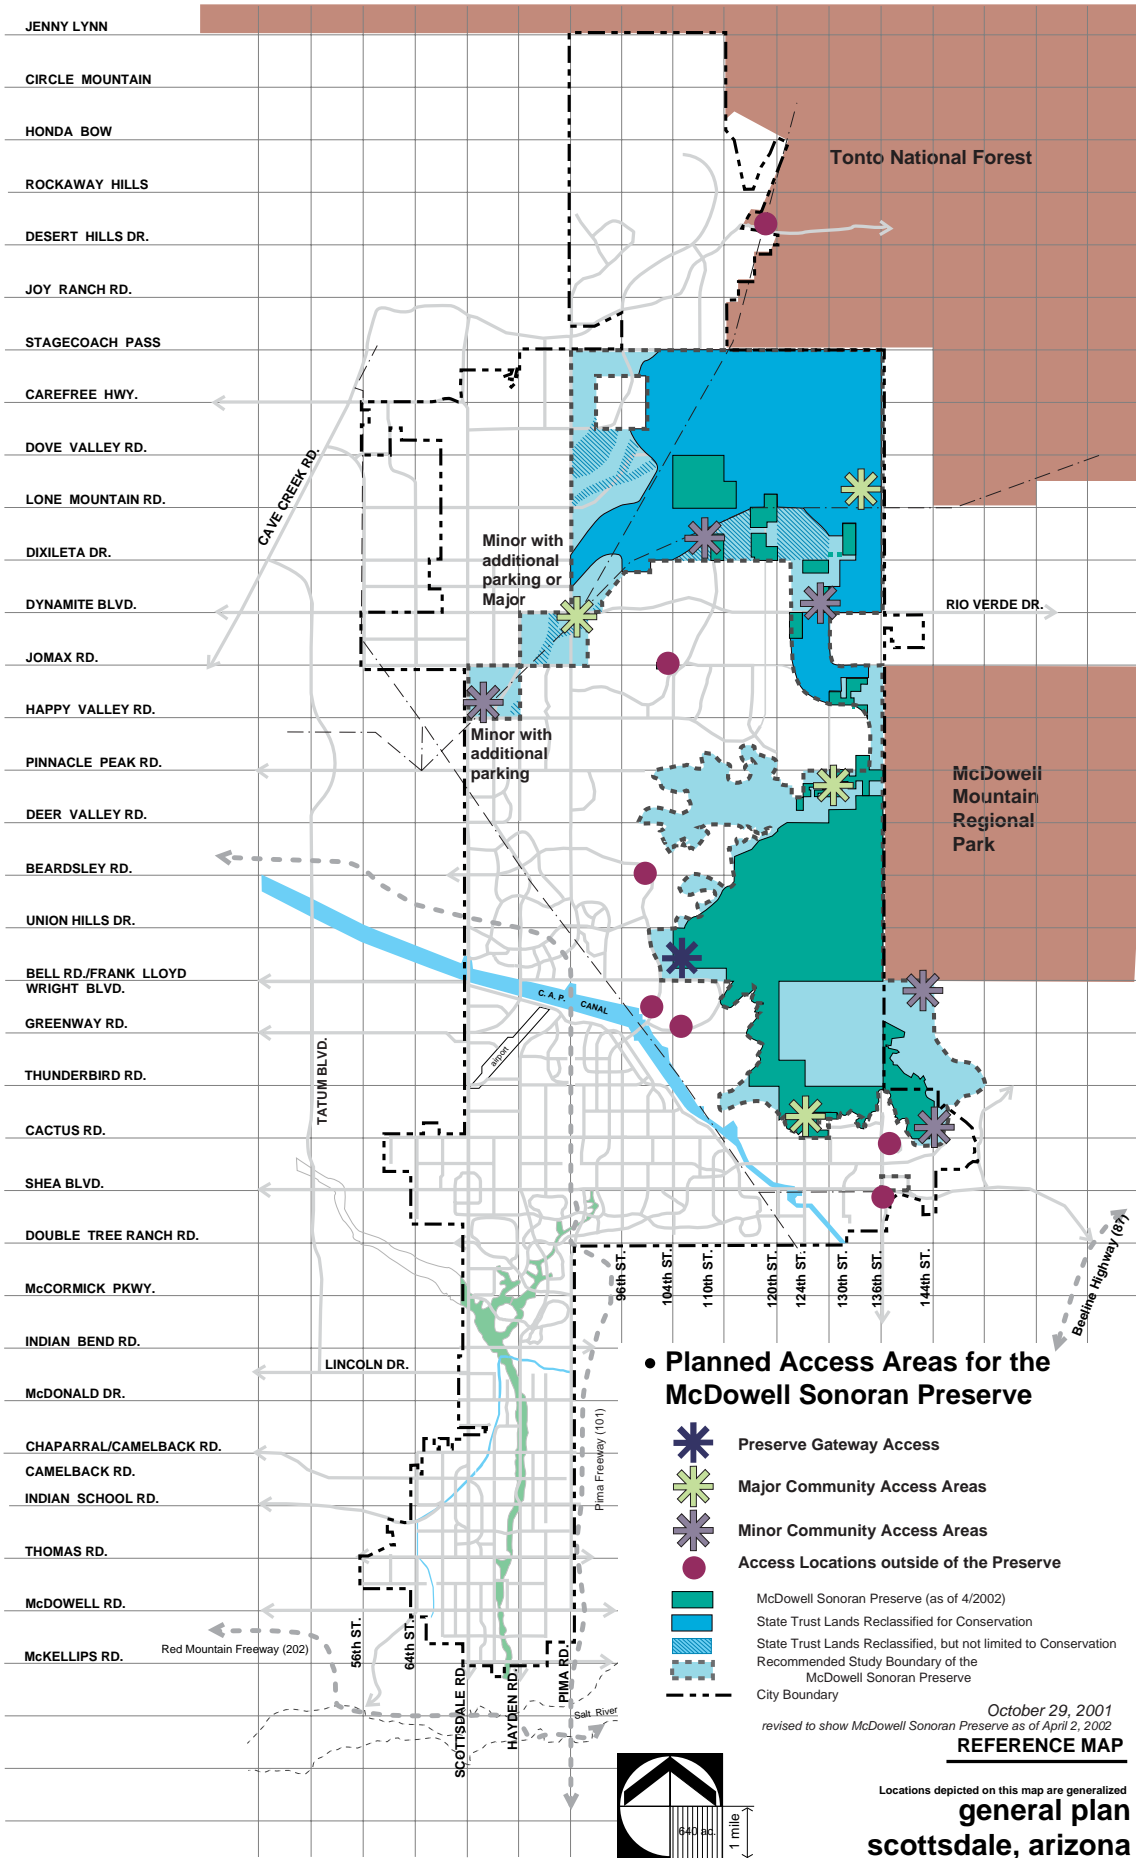 JENNY LYNN
CIRCLE MOUNTAIN
HONDA BOW
Tonto National Forest
ROCKAWAY HILLS
DESERT HILLS DR.
JOY RANCH RD.
STAGECOACH PASS
CAREFREE HWY.
DOVE VALLEY RD.
CAVE CREEK RD.
LONE MOUNTAIN RD.
Minor with
additional
parking or
Major
DIXILETA DR.
DYNAMITE BLVD.
RIO VERDE DR.
JOMAX RD.
HAPPY VALLEY RD.
Minor with
additional
parking
PINNACLE PEAK RD.
McDowell
Mountain
Regional
Park
DEER VALLEY RD.
BEARDSLEY RD.
UNION HILLS DR.
BELL RD./FRANK LLOYD
WRIGHT BLVD.
C. A. P. CANAL
GREENWAY RD.
airport
TATUM BLVD.
THUNDERBIRD RD.
CACTUS RD.
SHEA BLVD.
DOUBLE TREE RANCH RD.
96th ST.
104th ST.
110th ST.
120th ST.
124th ST.
130th ST.
136th ST.
144th ST.
Beeline Highway (87)
McCORMICK PKWY.
INDIAN BEND RD.
LINCOLN DR.
McDONALD DR.
CHAPARRAL/CAMELBACK RD.
CAMELBACK RD.
INDIAN SCHOOL RD.
Pima Freeway (101)
THOMAS RD.
McDOWELL RD.
Red Mountain Freeway (202)
McKELLIPS RD.
56th ST.
64th ST.
SCOTTSDALE RD.
HAYDEN RD.
PIMA RD.
Salt River
• Planned Access Areas for the
McDowell Sonoran Preserve
Preserve Gateway Access
Major Community Access Areas
Minor Community Access Areas
Access Locations outside of the Preserve
McDowell Sonoran Preserve (as of 4/2002)
State Trust Lands Reclassified for Conservation
State Trust Lands Reclassified, but not limited to Conservation
Recommended Study Boundary of the
McDowell Sonoran Preserve
City Boundary
October 29, 2001
revised to show McDowell Sonoran Preserve as of April 2, 2002
REFERENCE MAP
Locations depicted on this map are generalized
general plan
scottsdale, arizona
640 ac.
1 mile